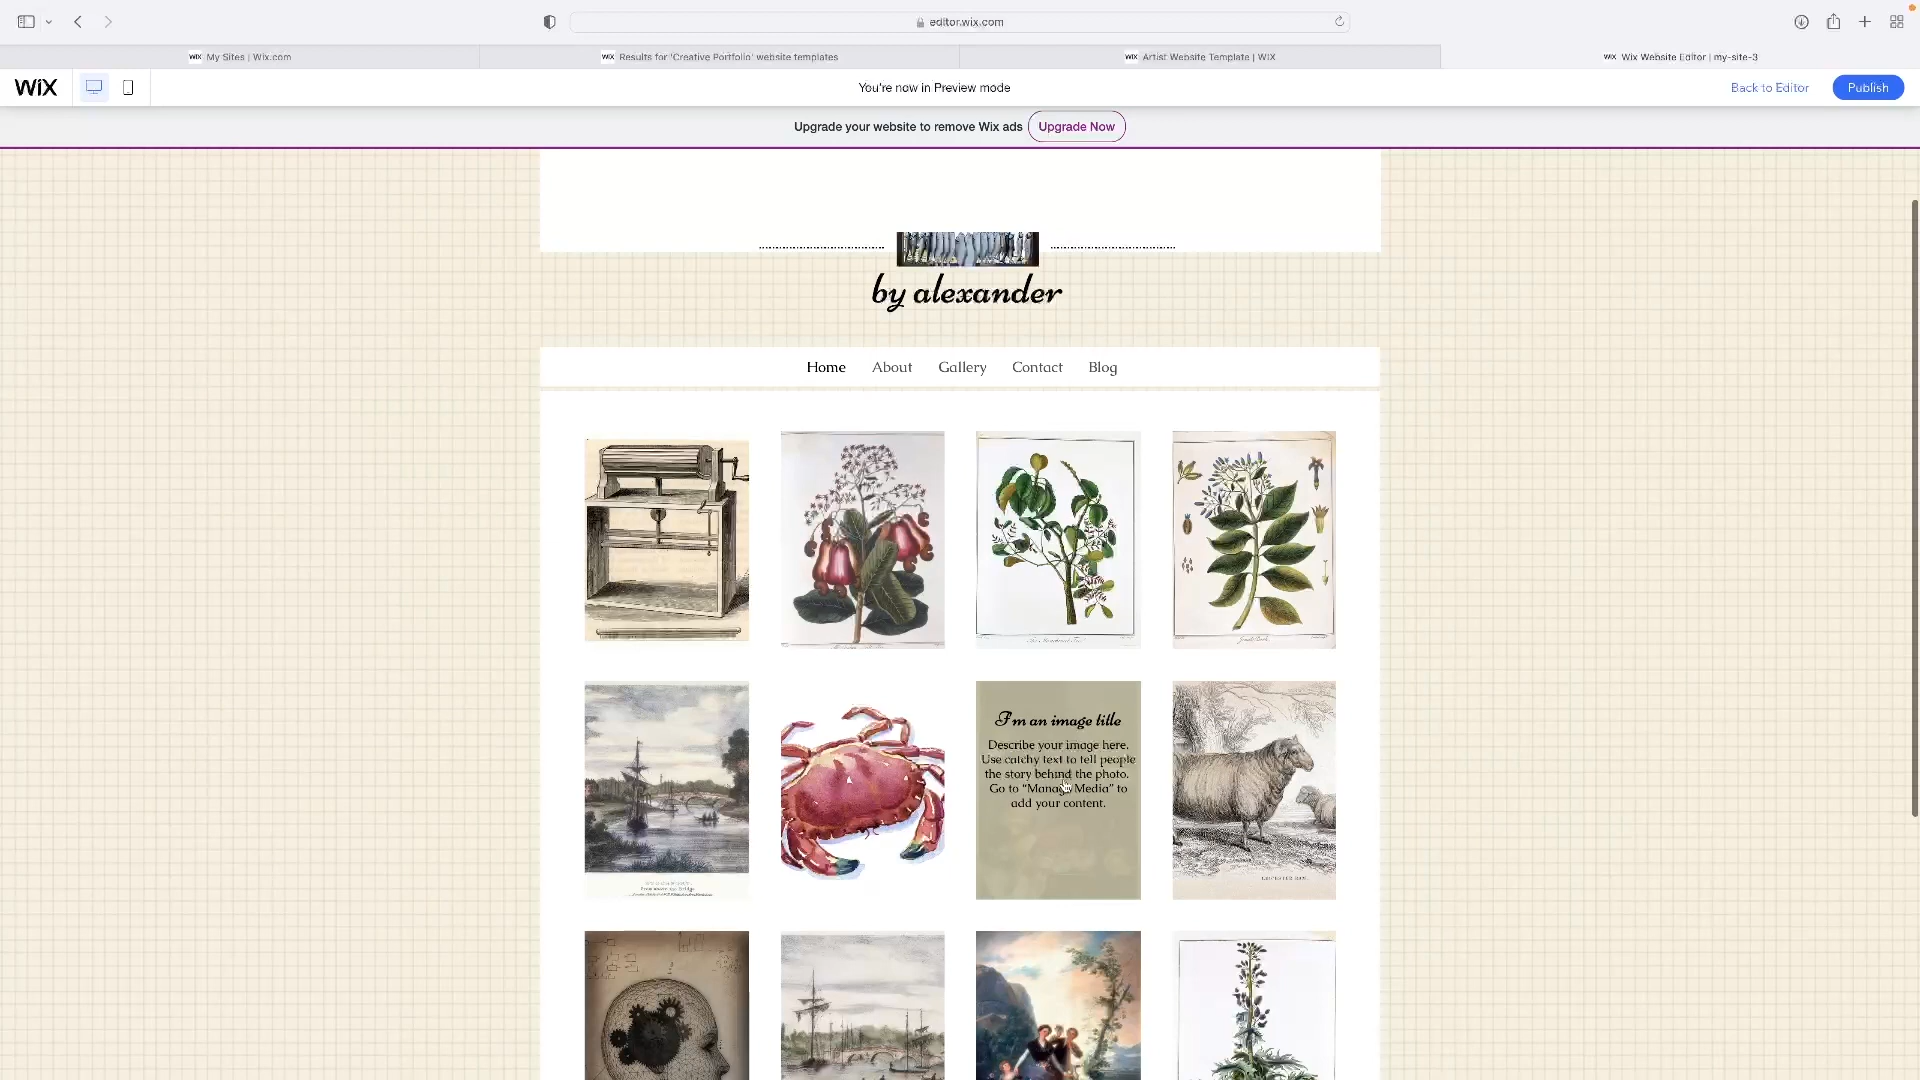 editor.wix.com
WIX My Sites | Wix.com
WIX Results for 'Creative Portfolio' website templates
WIX Artist Website Template | WIX
WIX Wix Website Editor | my-site-3
WIX
You're now in Preview mode
Back to Editor
Publish
Upgrade your website to remove Wix ads
Upgrade Now
by alexander
Home
About
Gallery
Contact
Blog
I'm an image title
Describe your image here.
Use catchy text to tell people
the story behind the photo.
Go to "Manage Media" to
add your content.